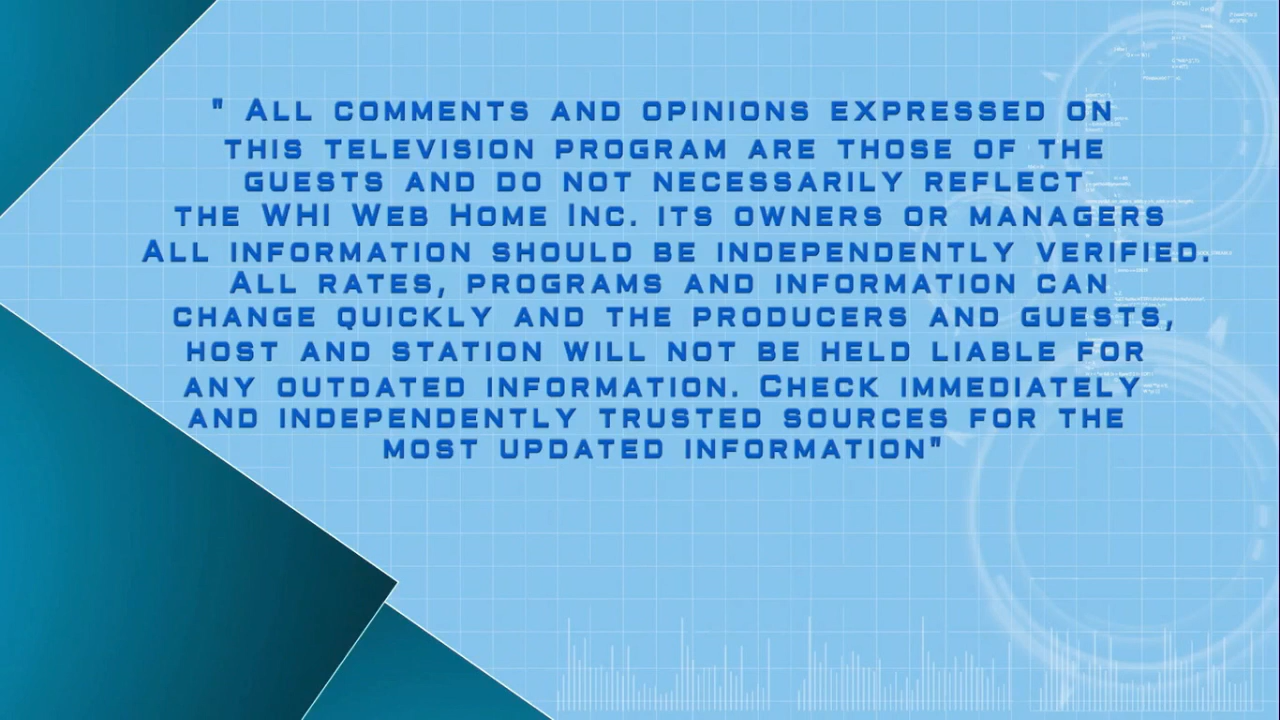 " All comments and opinions expressed on
this television program are those of the
guests and do not necessarily reflect
the WHI Web Home Inc. its owners or managers
All information should be independently verified.
All rates, programs and information can
change quickly and the producers and guests,
host and station will not be held liable for
any outdated information. Check immediately
and independently trusted sources for the
most updated information"